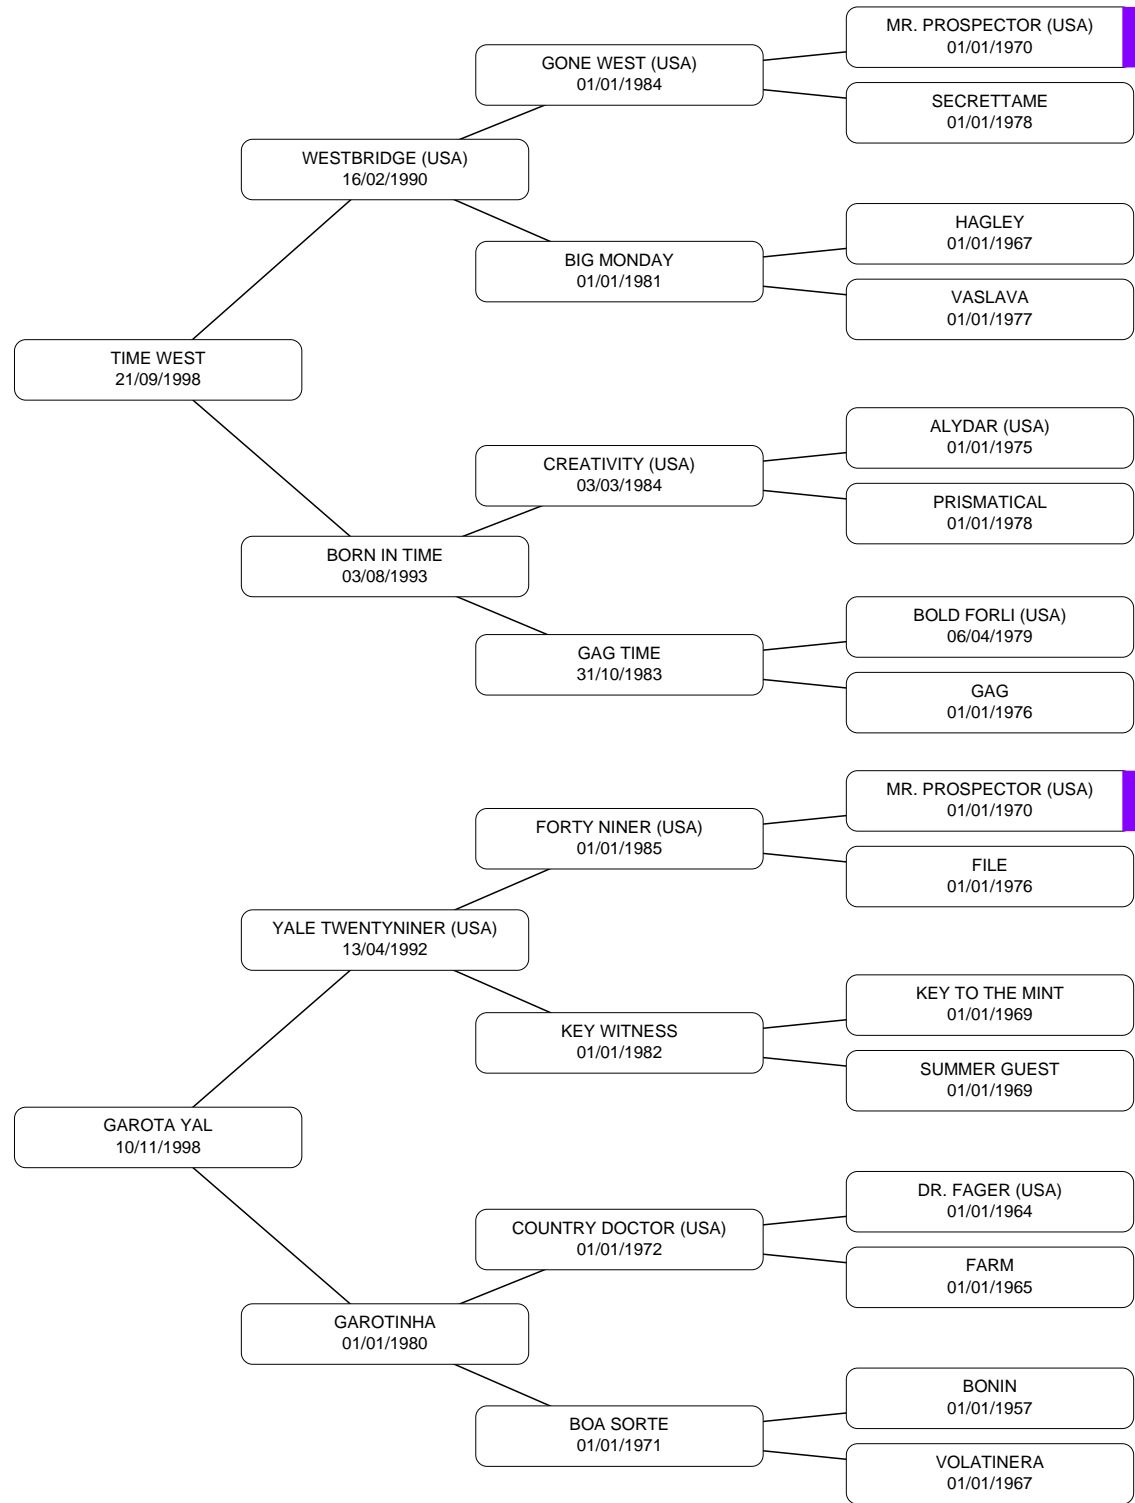 MR. PROSPECTOR (USA)
01/01/1970
GONE WEST (USA)
01/01/1984
SECRETTAME
01/01/1978
WESTBRIDGE (USA)
16/02/1990
HAGLEY
01/01/1967
BIG MONDAY
01/01/1981
VASLAVA
01/01/1977
TIME WEST
21/09/1998
ALYDAR (USA)
01/01/1975
CREATIVITY (USA)
03/03/1984
PRISMATICAL
01/01/1978
BORN IN TIME
03/08/1993
BOLD FORLI (USA)
06/04/1979
GAG TIME
31/10/1983
GAG
01/01/1976
MR. PROSPECTOR (USA)
01/01/1970
FORTY NINER (USA)
01/01/1985
FILE
01/01/1976
YALE TWENTYNINER (USA)
13/04/1992
KEY TO THE MINT
01/01/1969
KEY WITNESS
01/01/1982
SUMMER GUEST
01/01/1969
GAROTA YAL
10/11/1998
DR. FAGER (USA)
01/01/1964
COUNTRY DOCTOR (USA)
01/01/1972
FARM
01/01/1965
GAROTINHA
01/01/1980
BONIN
01/01/1957
BOA SORTE
01/01/1971
VOLATINERA
01/01/1967